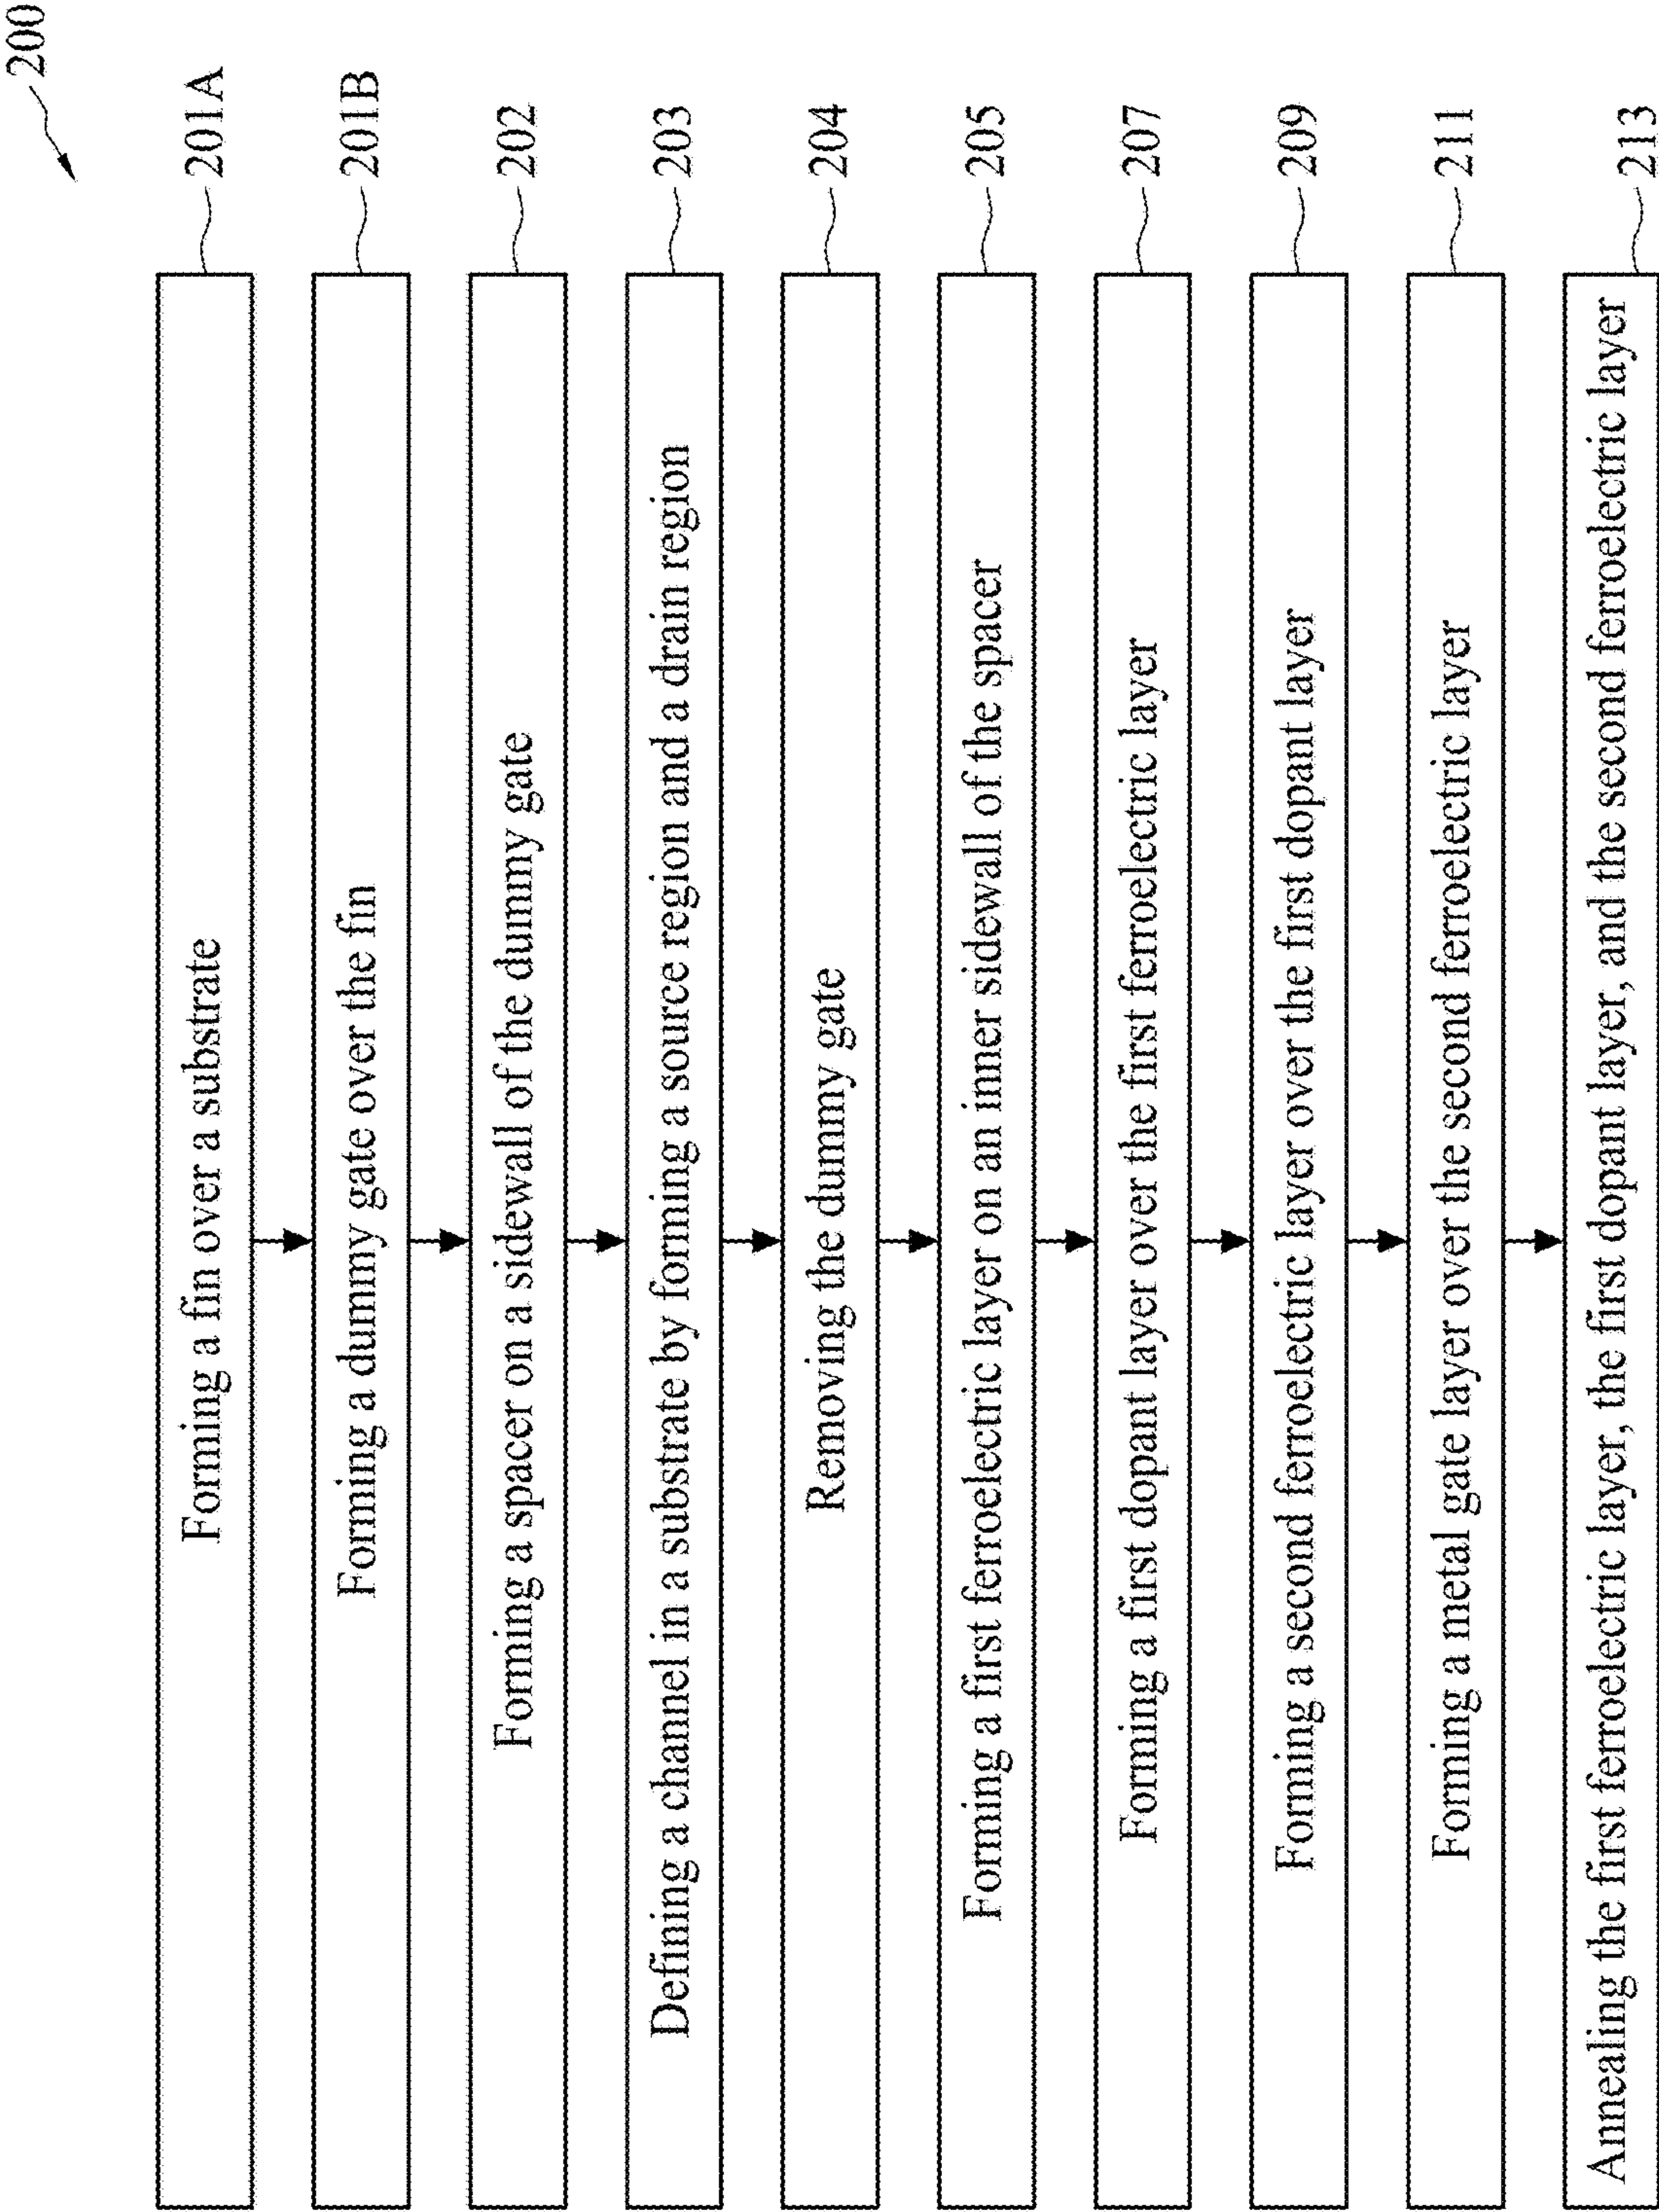 200
Forming a fin over a substrate 201A
Forming a dummy gate over the fin 201B
Forming a spacer on a sidewall of the dummy gate 202
Defining a channel in a substrate by forming a source region and a drain region 203
Removing the dummy gate 204
Forming a first ferroelectric layer on an inner sidewall of the spacer 205
Forming a first dopant layer over the first ferroelectric layer 207
Forming a second ferroelectric layer over the first dopant layer 209
Forming a metal gate layer over the second ferroelectric layer 211
Annealing the first ferroelectric layer, the first dopant layer, and the second ferroelectric layer 213